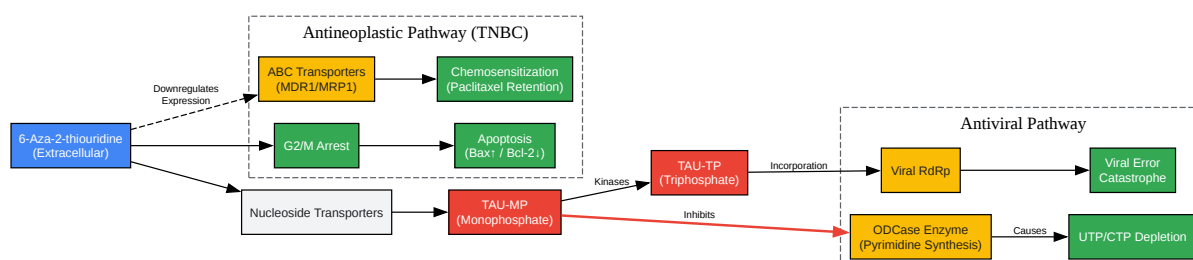 Antineoplastic Pathway (TNBC)
ABC Transporters
(MDR1/MRP1)
Chemosensitization
(Paclitaxel Retention)
Downregulates
Expression
6-Aza-2-thiouridine
(Extracellular)
G2/M Arrest
Apoptosis
(Bax↑ / Bcl-2↓)
Nucleoside Transporters
TAU-MP
(Monophosphate)
Kinases
TAU-TP
(Triphosphate)
Incorporation
Inhibits
Antiviral Pathway
Viral RdRp
Viral Error
Catastrophe
ODCase Enzyme
(Pyrimidine Synthesis)
Causes
UTP/CTP Depletion